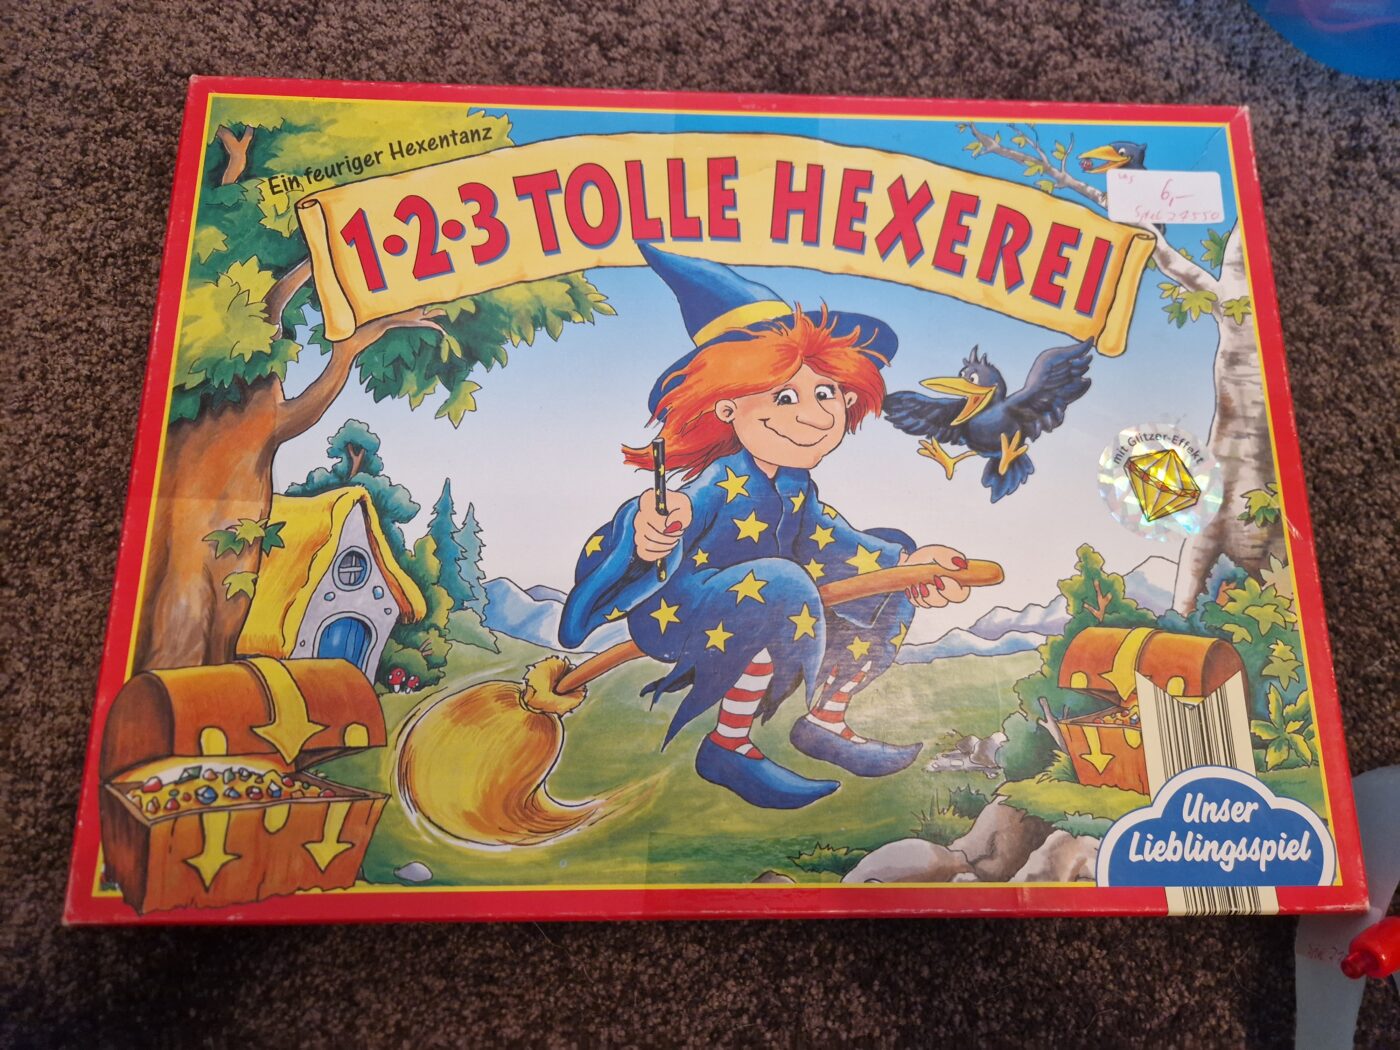 Ein feuriger Hexentanz
1·2·3 TOLLE HEXEREI
6,-
mit Glitzer-Effekt
Unser
Lieblingsspiel